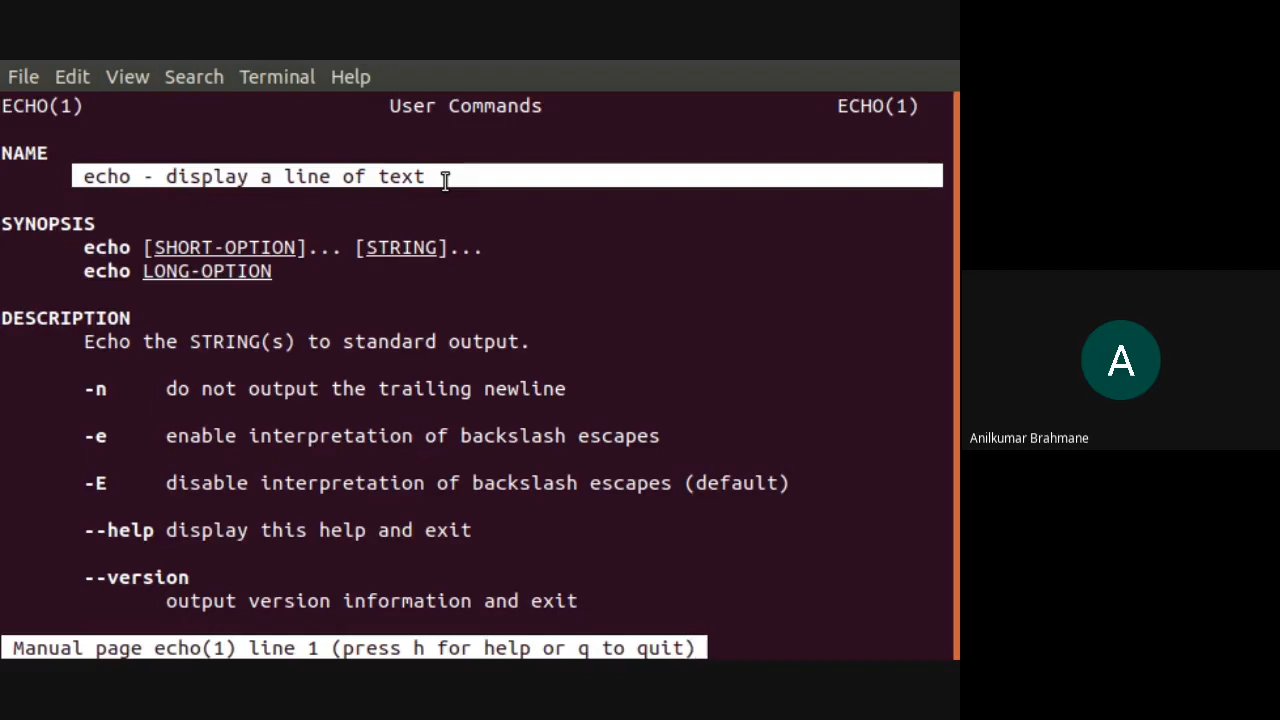 File Edit View Search Terminal Help
ECHO(1) User Commands ECHO(1)
NAME
echo - display a line of text
SYNOPSIS
echo [SHORT-OPTION]... [STRING]...
echo LONG-OPTION
DESCRIPTION
Echo the STRING(s) to standard output.
-n do not output the trailing newline
-e enable interpretation of backslash escapes
-E disable interpretation of backslash escapes (default)
--help display this help and exit
--version
output version information and exit
Manual page echo(1) line 1 (press h for help or q to quit)
A
Anilkumar Brahmane